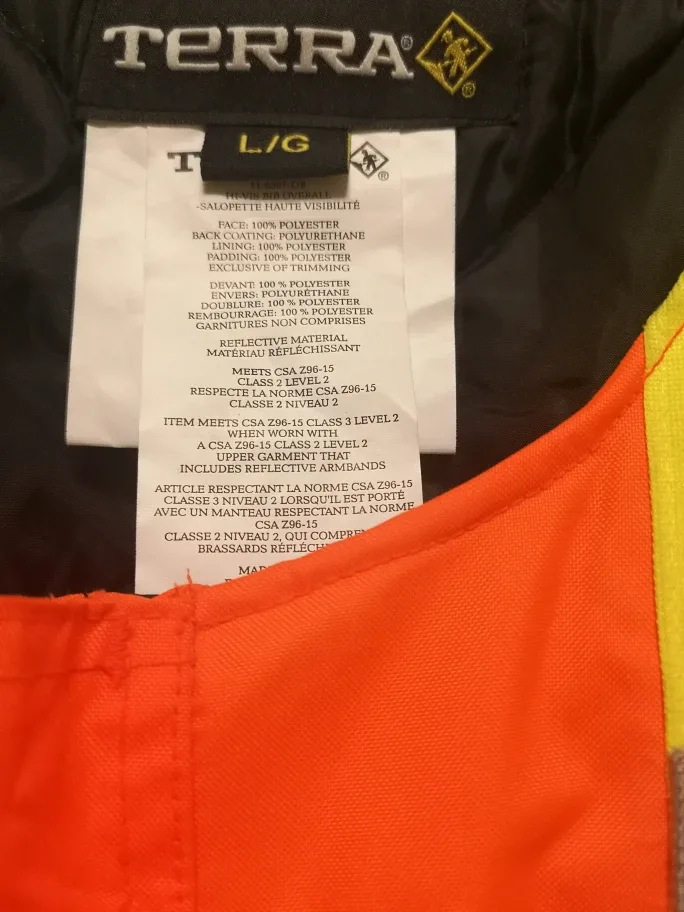 TERRA®
®
L/G
T
®
HI-VIS BIB OVERALL
-SALOPETTE HAUTE VISIBILITÉ
FACE: 100% POLYESTER
BACK COATING: POLYURETHANE
LINING: 100% POLYESTER
PADDING: 100% POLYESTER
EXCLUSIVE OF TRIMMING
DEVANT: 100 % POLYESTER
ENVERS: POLYURÉTHANE
DOUBLURE: 100 % POLYESTER
REMBOURRAGE: 100 % POLYESTER
GARNITURES NON COMPRISES
REFLECTIVE MATERIAL
MATÉRIAU RÉFLÉCHISSANT
MEETS CSA Z96-15
CLASS 2 LEVEL 2
RESPECTE LA NORME CSA Z96-15
CLASSE 2 NIVEAU 2
ITEM MEETS CSA Z96-15 CLASS 3 LEVEL 2
WHEN WORN WITH
A CSA Z96-15 CLASS 2 LEVEL 2
UPPER GARMENT THAT
INCLUDES REFLECTIVE ARMBANDS
ARTICLE RESPECTANT LA NORME CSA Z96-15
CLASSE 3 NIVEAU 2 LORSQU'IL EST PORTÉ
AVEC UN MANTEAU RESPECTANT LA NORME
CSA Z96-15
CLASSE 2 NIVEAU 2, QUI COMPREN
BRASSARDS RÉFLÉCH
MAD